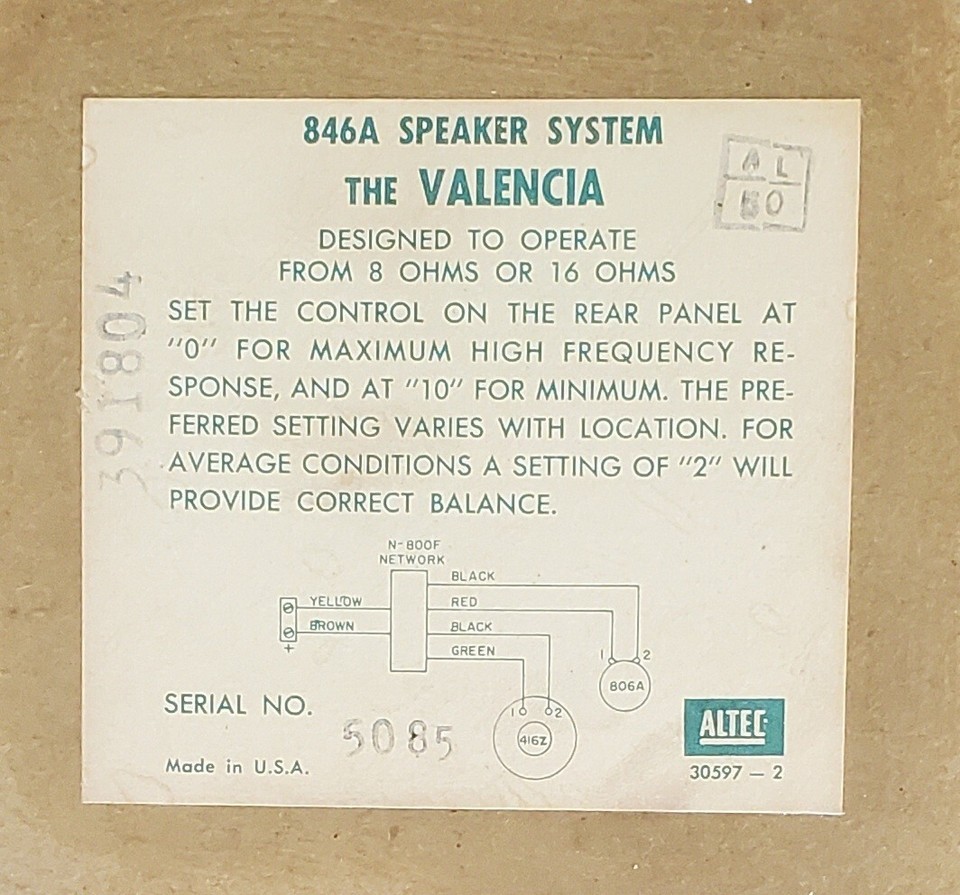 846A SPEAKER SYSTEM
THE VALENCIA
A L
8 0
DESIGNED TO OPERATE
FROM 8 OHMS OR 16 OHMS
SET THE CONTROL ON THE REAR PANEL AT
"0" FOR MAXIMUM HIGH FREQUENCY RE-
SPONSE, AND AT "10" FOR MINIMUM. THE PRE-
FERRED SETTING VARIES WITH LOCATION. FOR
AVERAGE CONDITIONS A SETTING OF "2" WILL
PROVIDE CORRECT BALANCE.
391804
N-800F
NETWORK
BLACK
YELLOW
RED
BROWN
BLACK
+
GREEN
1 2
806A
1 2
416Z
SERIAL NO.
5085
ALTEC
Made in U.S.A.
30597 – 2